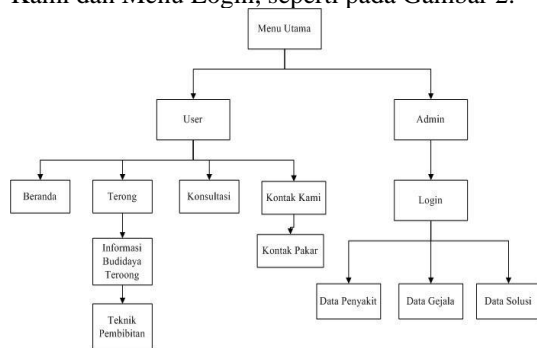 Kami dan Menu Login, seperti pada Gambar 2.
Menu Utama
User
Admin
Beranda
Terong
Konsultasi
Kontak Kami
Login
Informasi
Budidaya
Teroong
Kontak Pakar
Data Penyakit
Data Gejala
Data Solusi
Teknik
Pembibitan